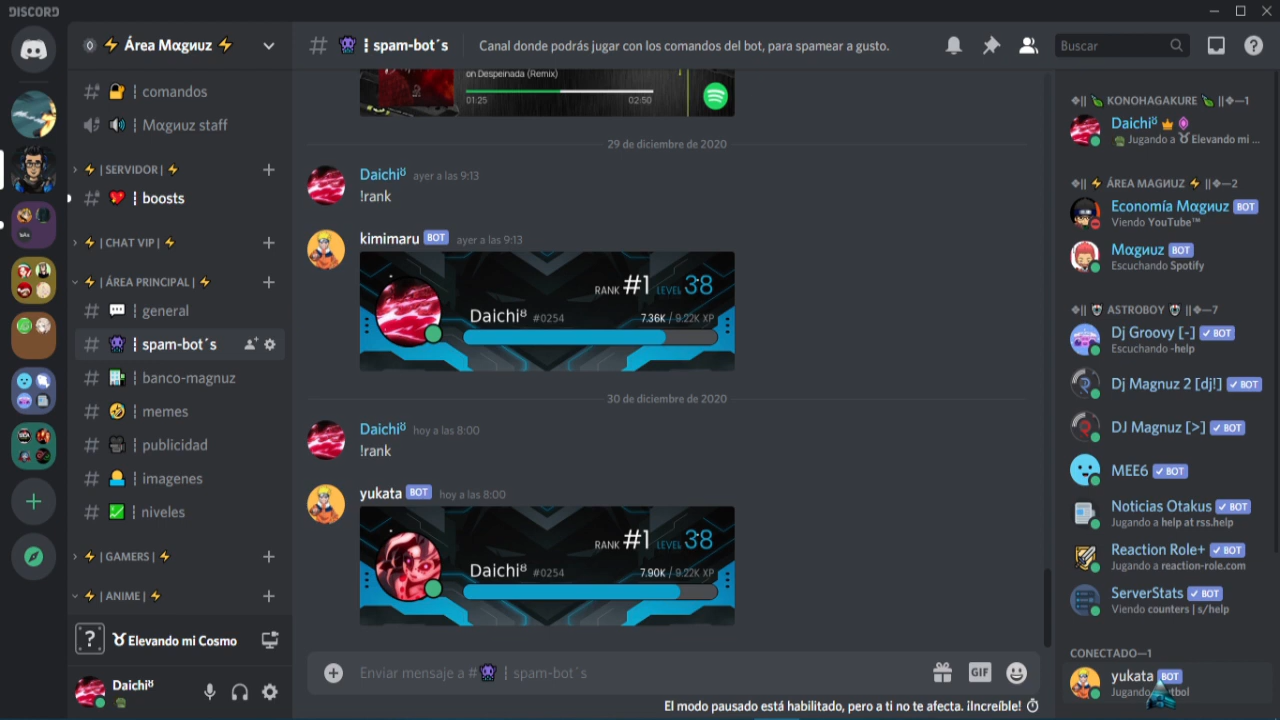 DISCORD
⚡ Área Mαgиuz ⚡
comandos
Mαgиuz staff
⚡ | SERVIDOR | ⚡
boosts
⚡ | CHAT VIP | ⚡
⚡ | ÁREA PRINCIPAL | ⚡
general
spam-bot´s
banco-magnuz
memes
publicidad
imagenes
niveles
⚡ | GAMERS | ⚡
⚡ | ANIME | ⚡
? ➐Elevando mi Cosmo
Daichi⁸
# 👾┇spam-bot´s
Canal donde podrás jugar con los comandos del bot, para spamear a gusto.
Buscar
on Despeinada (Remix)
01:25 02:50
29 de diciembre de 2020
Daichi⁸ ayer a las 9:13
!rank
kimimaru BOT ayer a las 9:13
RANK #1 LEVEL 38
Daichi⁸ #0254 7.36K / 9.22K XP
30 de diciembre de 2020
Daichi⁸ hoy a las 8:00
!rank
yukata BOT hoy a las 8:00
RANK #1 LEVEL 38
Daichi⁸ #0254 7.90K / 9.22K XP
Enviar mensaje a #👾┇spam-bot´s
GIF
El modo pausado está habilitado, pero a ti no te afecta. ¡Increíble!
❖|| KONOHAGAKURE ||❖—1
Daichi⁸
Jugando a Elevando mi ...
❖|| ⚡ ÁREA MAGИUZ ⚡ ||❖—2
Economía Mαgиuz BOT
Viendo YouTube™
Mαgиuz BOT
Escuchando Spotify
❖|| ASTROBOY ||❖—7
Dj Groovy [-] ✓ BOT
Escuchando -help
Dj Magnuz 2 [dj!] ✓ BOT
DJ Magnuz [>] ✓ BOT
MEE6 ✓ BOT
Noticias Otakus ✓ BOT
Jugando a help at rss.help
Reaction Role+ ✓ BOT
Jugando a reaction-role.com
ServerStats ✓ BOT
Viendo counters | s/help
CONECTADO—1
yukata BOT